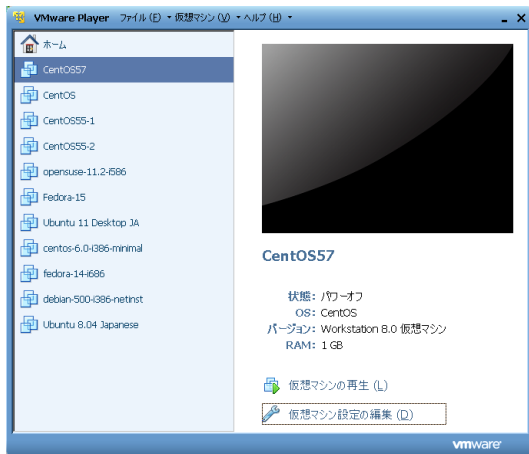 VMware Player ファイル(F) 仮想マシン(V) ヘルプ(H)
ホーム
CentOS57
CentOS
CentOS55-1
CentOS55-2
opensuse-11.2-i586
Fedora-15
Ubuntu 11 Desktop JA
centos-6.0-i386-minimal
fedora-14-i686
debian-500-i386-netinst
Ubuntu 8.04 Japanese
CentOS57
状態: パワーオフ
OS: CentOS
バージョン: Workstation 8.0 仮想マシン
RAM: 1 GB
仮想マシンの再生(L)
仮想マシン設定の編集(D)
vmware